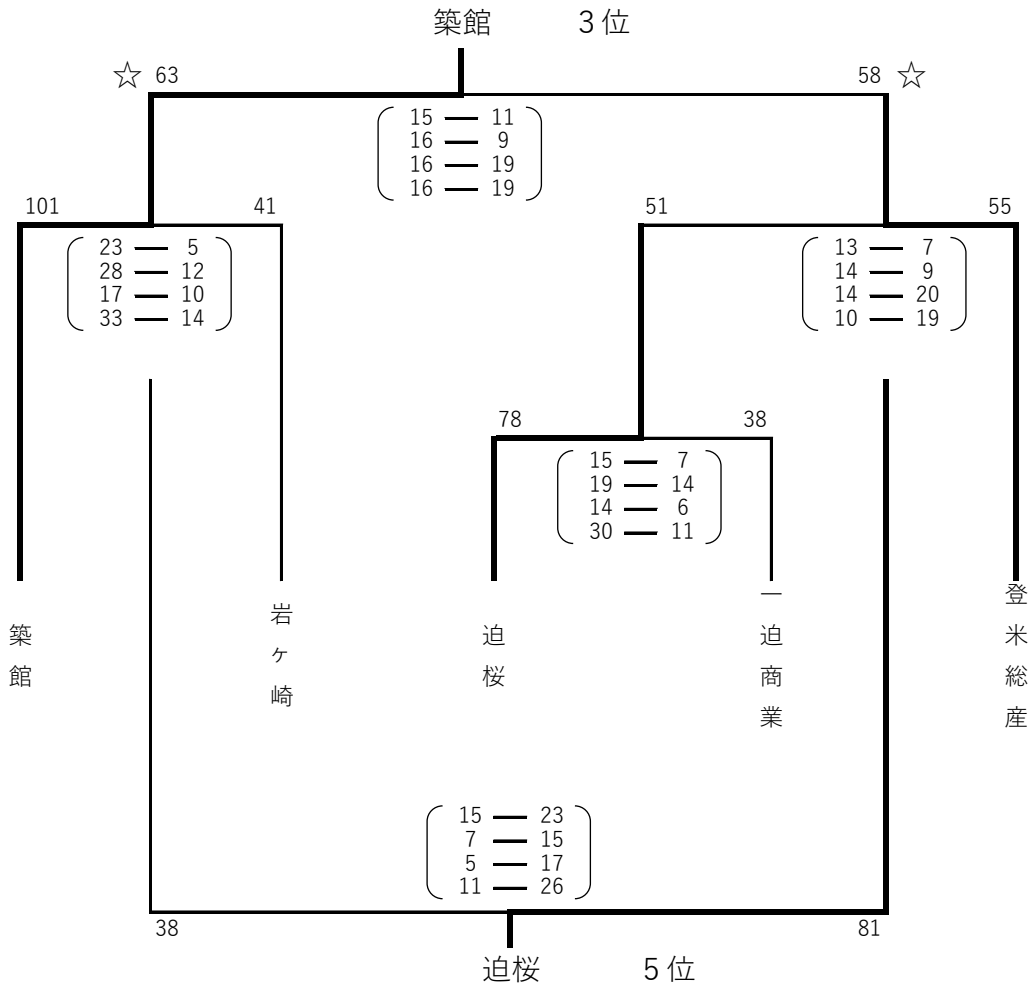 築館 3位
☆ 63 58 ☆
15 — 11
16 — 9
16 — 19
16 — 19
101 41 51 55
23 — 5
28 — 12
17 — 10
33 — 14
13 — 7
14 — 9
14 — 20
10 — 19
78 38
15 — 7
19 — 14
14 — 6
30 — 11
築館
岩ヶ崎
迫桜
一迫商業
登米総産
15 — 23
7 — 15
5 — 17
11 — 26
38 81
迫桜 5位